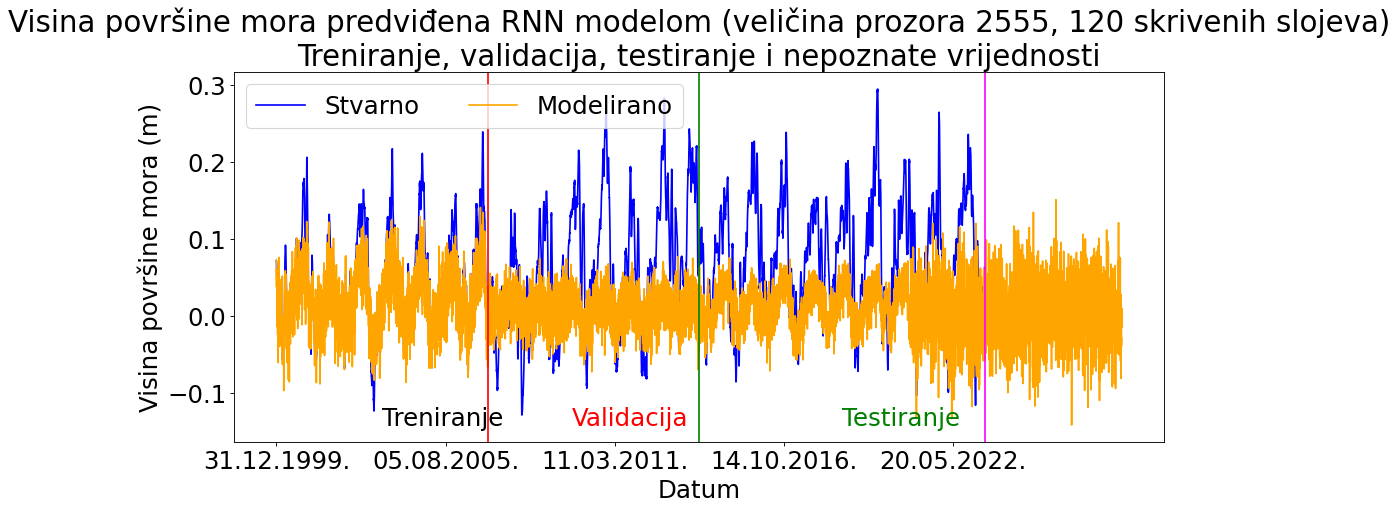 Visina površine mora predviđena RNN modelom (veličina prozora 2555, 120 skrivenih slojeva)
Treniranje, validacija, testiranje i nepoznate vrijednosti
Stvarno
Modelirano
Visina površine mora (m)
0.3
0.2
0.1
0.0
−0.1
Treniranje
Validacija
Testiranje
31.12.1999.
05.08.2005.
11.03.2011.
14.10.2016.
20.05.2022.
Datum